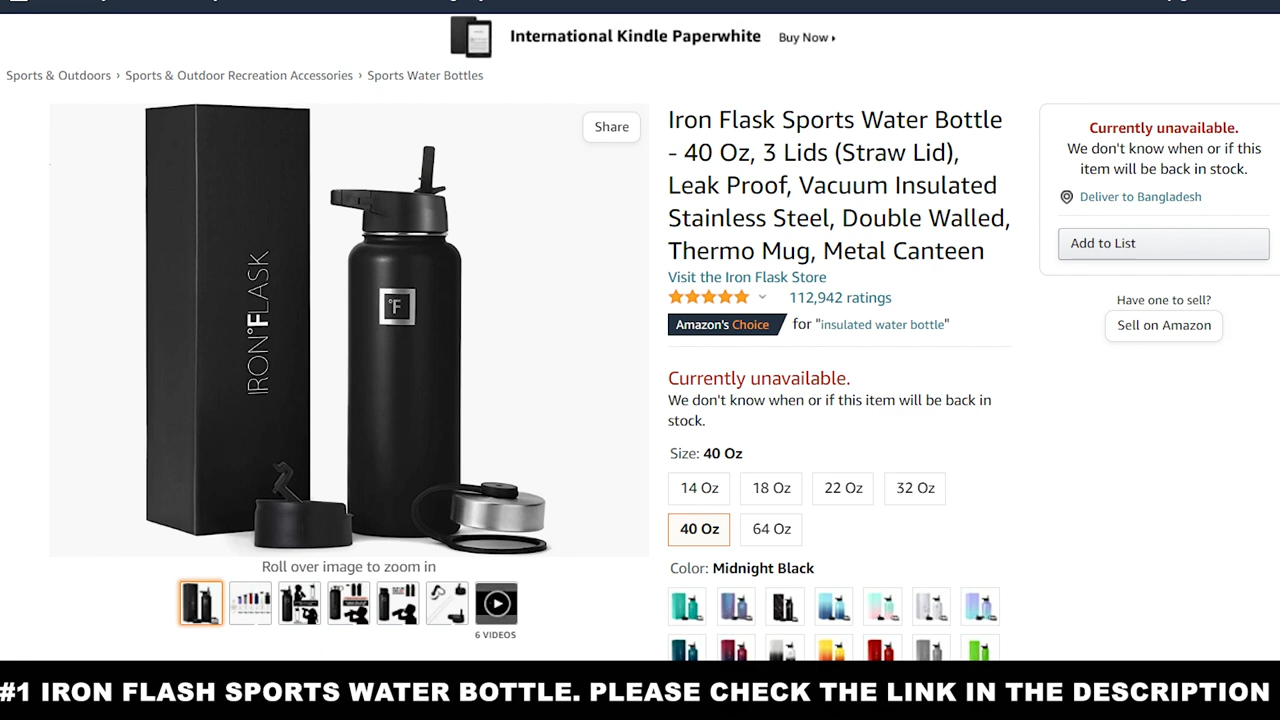 International Kindle Paperwhite Buy Now
Sports & Outdoors › Sports & Outdoor Recreation Accessories › Sports Water Bottles
Share
IRON°FLASK
°F
Roll over image to zoom in
6 VIDEOS
Iron Flask Sports Water Bottle
- 40 Oz, 3 Lids (Straw Lid),
Leak Proof, Vacuum Insulated
Stainless Steel, Double Walled,
Thermo Mug, Metal Canteen
Visit the Iron Flask Store
112,942 ratings
Amazon's Choice for "insulated water bottle"
Currently unavailable.
We don't know when or if this item will be back in
stock.
Size: 40 Oz
14 Oz 18 Oz 22 Oz 32 Oz
40 Oz 64 Oz
Color: Midnight Black
Currently unavailable.
We don't know when or if this
item will be back in stock.
Deliver to Bangladesh
Add to List
Have one to sell?
Sell on Amazon
#1 IRON FLASH SPORTS WATER BOTTLE. PLEASE CHECK THE LINK IN THE DESCRIPTION